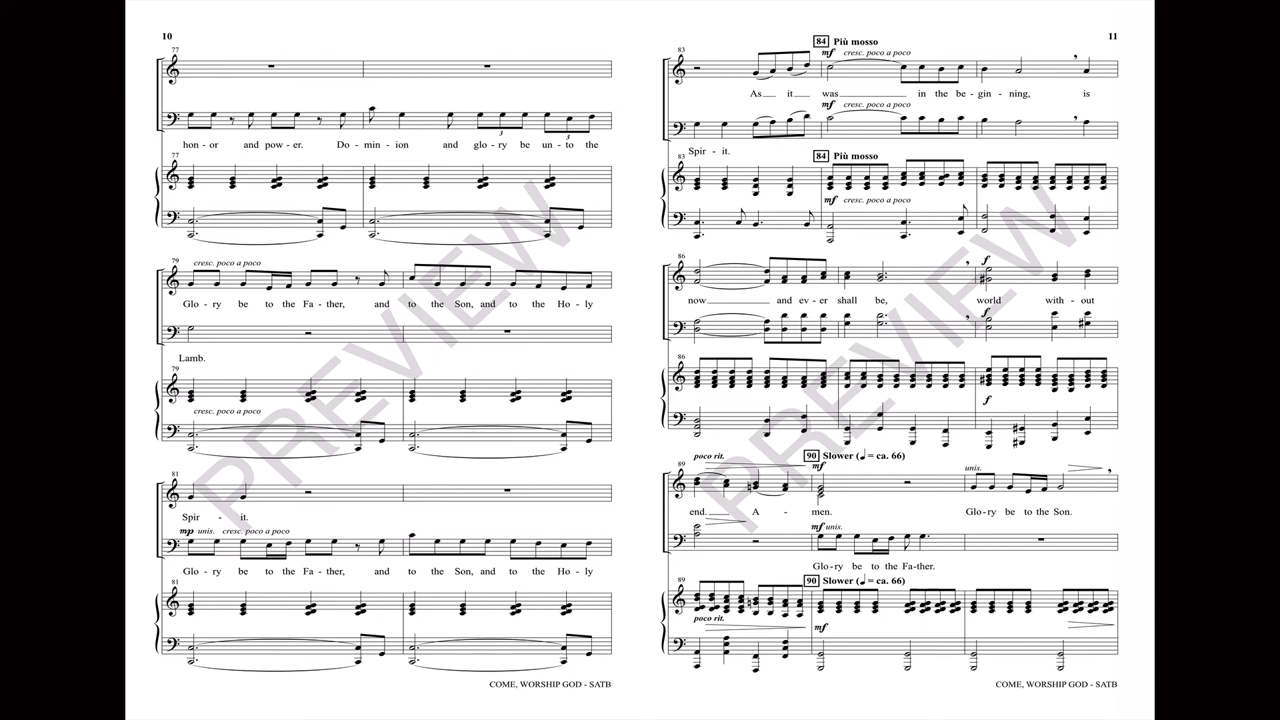 10
77
hon - or and pow - er. Do - min - ion and glo - ry be un - to the
77
79
cresc. poco a poco
Glo - ry be to the Fa - ther, and to the Son, and to the Ho - ly
Lamb.
79
cresc. poco a poco
81
Spir - it.
mp unis. cresc. poco a poco
Glo - ry be to the Fa - ther, and to the Son, and to the Ho - ly
81
COME, WORSHIP GOD - SATB
PREVIEW
11
83
84 Più mosso
mf cresc. poco a poco
As it was in the be - gin - ning, is
mf cresc. poco a poco
Spir - it.
83
84 Più mosso
mf cresc. poco a poco
86
f
now and ev - er shall be, world with - out
f
86
f
89
poco rit.
90 Slower (♩ = ca. 66)
mf
unis.
end. A - men. Glo - ry be to the Son.
mf unis.
Glo - ry be to the Fa - ther.
89
90 Slower (♩ = ca. 66)
poco rit.
mf
COME, WORSHIP GOD - SATB
PREVIEW